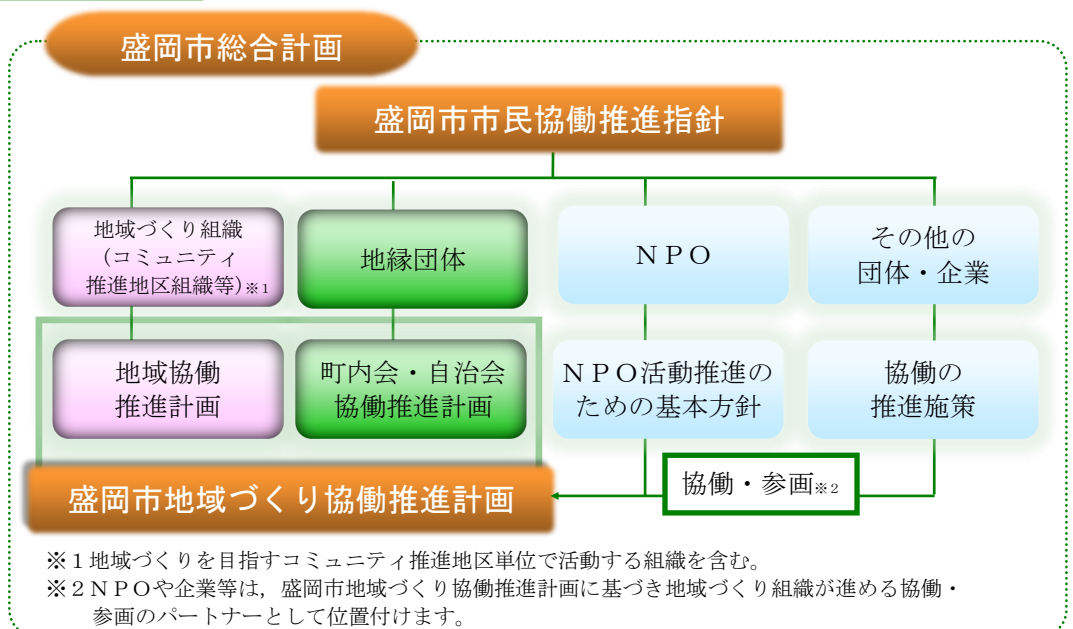 盛岡市総合計画
盛岡市市民協働推進指針
地域づくり組織
(コミュニティ
推進地区組織等)※1
地縁団体
ＮＰＯ
その他の
団体・企業
地域協働
推進計画
町内会・自治会
協働推進計画
ＮＰＯ活動推進の
ための基本方針
協働の
推進施策
盛岡市地域づくり協働推進計画
協働・参画※2
※１地域づくりを目指すコミュニティ推進地区単位で活動する組織を含む。
※２ＮＰＯや企業等は，盛岡市地域づくり協働推進計画に基づき地域づくり組織が進める協働・
参画のパートナーとして位置付けます。